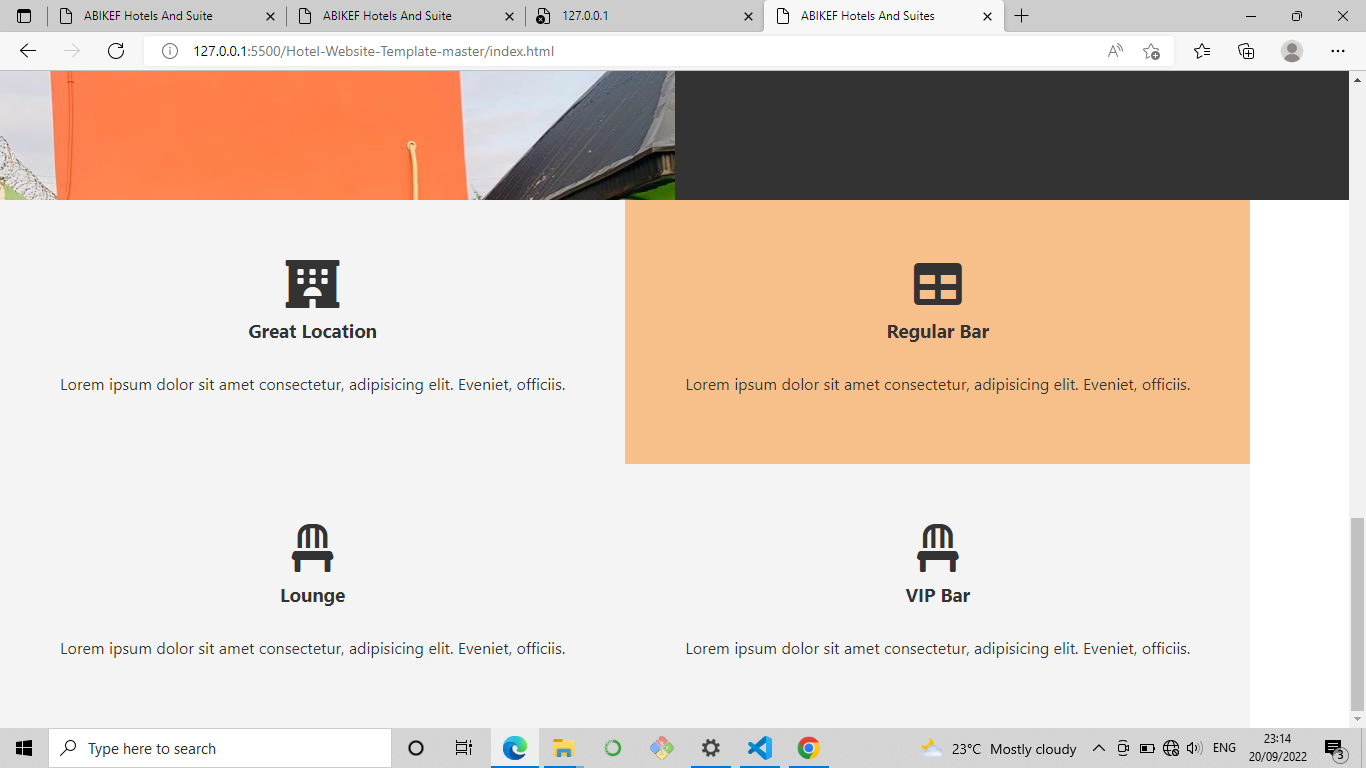 ABIKEF Hotels And Suite
ABIKEF Hotels And Suite
127.0.0.1
ABIKEF Hotels And Suites
127.0.0.1:5500/Hotel-Website-Template-master/index.html
Great Location
Regular Bar
Lorem ipsum dolor sit amet consectetur, adipisicing elit. Eveniet, officiis.
Lorem ipsum dolor sit amet consectetur, adipisicing elit. Eveniet, officiis.
Lounge
VIP Bar
Lorem ipsum dolor sit amet consectetur, adipisicing elit. Eveniet, officiis.
Lorem ipsum dolor sit amet consectetur, adipisicing elit. Eveniet, officiis.
Type here to search
23°C Mostly cloudy
ENG
23:14
20/09/2022
3